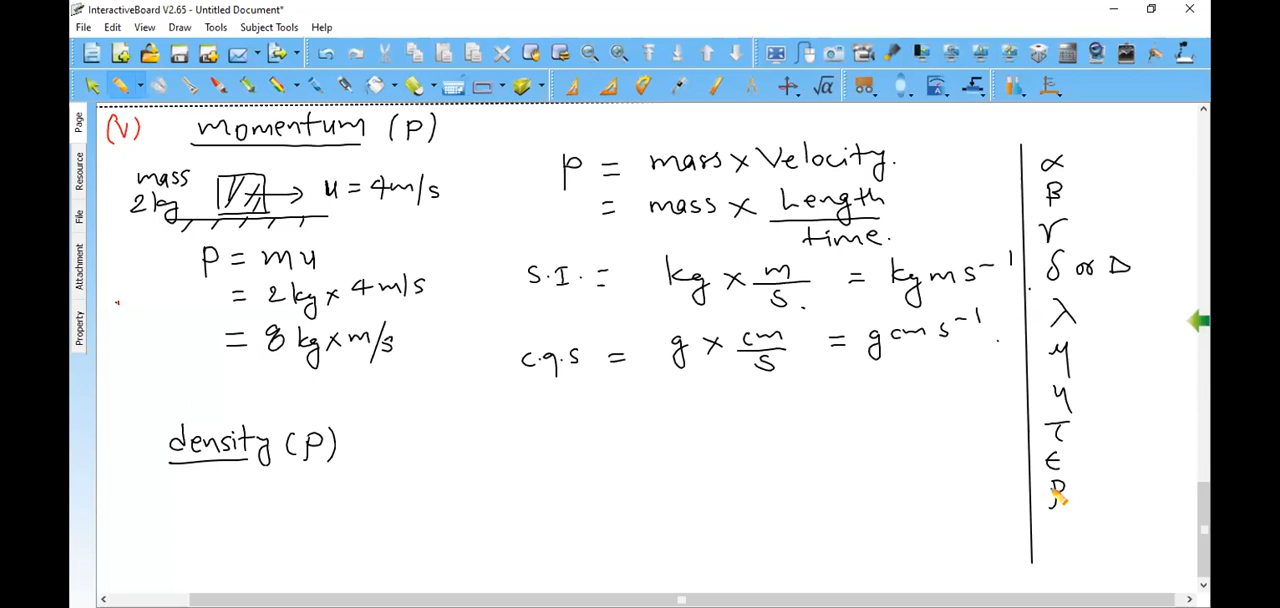 InteractiveBoard V2.65 - Untitled Document*
File Edit View Draw Tools Subject Tools Help
Page
Resource
File
Attachment
Property
(V) momentum (P)
mass
2kg
u = 4m/s
P = mu
= 2kg × 4m/s
= 8 kg × m/s
density (ρ)
P = mass × Velocity.
= mass × Length
time.
S.I. = kg × m/s = kg m s⁻¹.
c.g.s = g × cm/s = g cm s⁻¹.
α
β
γ
δ or Δ
λ
μ
η
τ
ε
ρ